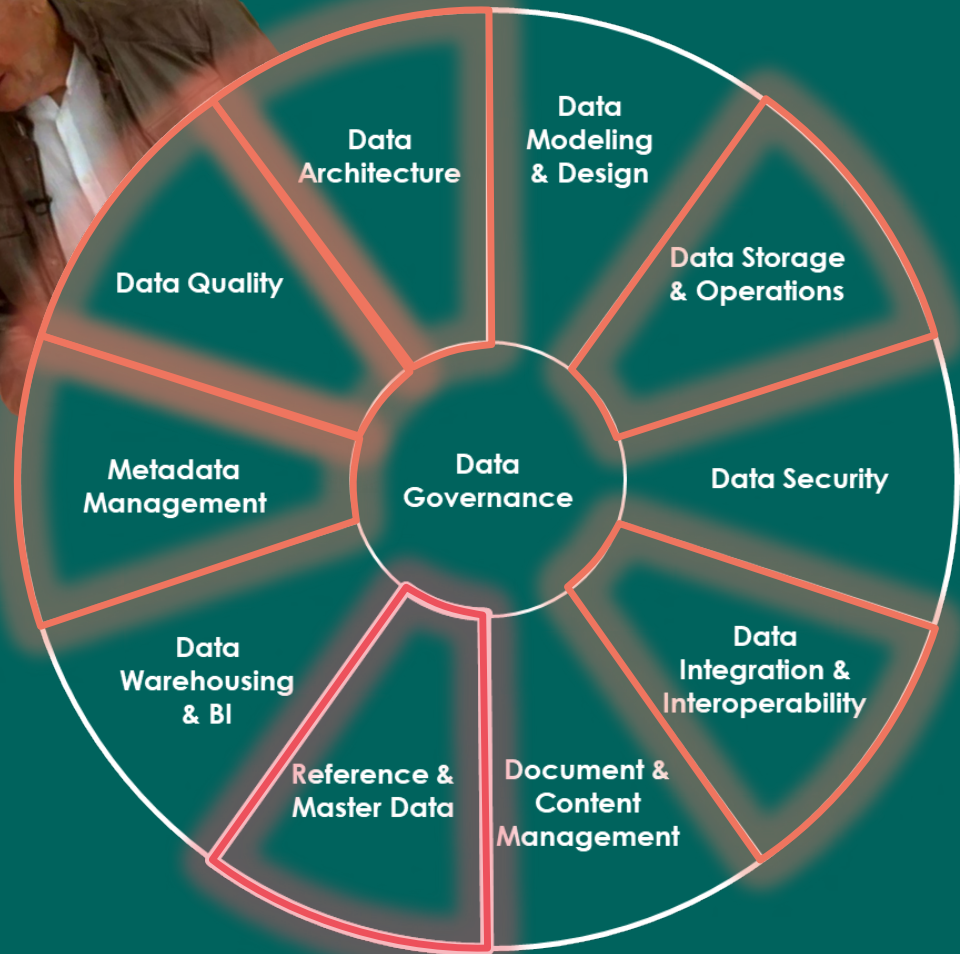 Data
Modeling
& Design
Data Storage
& Operations
Data Security
Data
Integration &
Interoperability
Document &
Content
Management
Reference &
Master Data
Data
Warehousing
& BI
Metadata
Management
Data Quality
Data
Architecture
Data
Governance